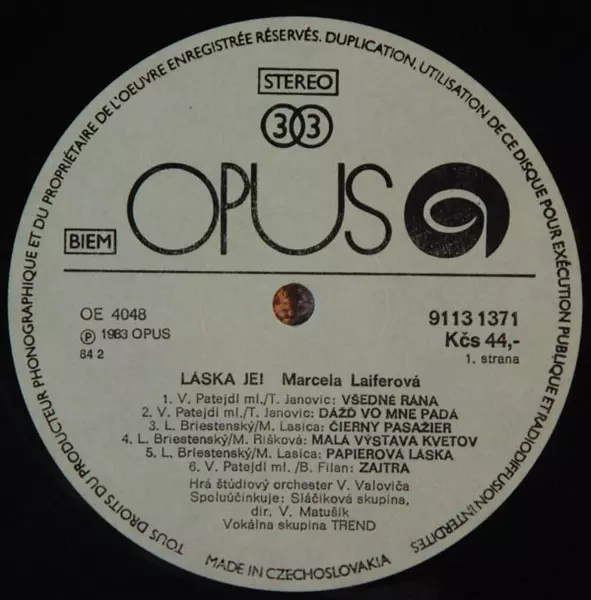 TOUS DROITS DU PRODUCTEUR PHONOGRAPHIQUE ET DU PROPRIÉTAIRE DE L'OEUVRE ENREGISTRÉE RÉSERVÉS. DUPLICATION, UTILISATION DE CE DISQUE POUR EXÉCUTION PUBLIQUE ET RADIODIFFUSION INTERDITES
STEREO
33
OPUS
BIEM
OE 4048
Ⓟ 1983 OPUS
84 2
91131371
Kčs 44,-
1. strana
LÁSKA JE! Marcela Laiferová
1. V. Patejdl ml./T. Janovic: VŠEDNÉ RÁNA
2. V. Patejdl ml./T. Janovic: DÁŽĎ VO MNE PADÁ
3. L. Briestenský/M. Lasica: ČIERNY PASAŽIER
4. L. Briestenský/M. Rišková: MALÁ VÝSTAVA KVETOV
5. L. Briestenský/M. Lasica: PAPIEROVÁ LÁSKA
6. V. Patejdl ml. /B. Filan: ZAJTRA
Hrá štúdiový orchester V. Valoviča
Spoluúčinkuje: Sláčiková skupina,
dir. V. Matušík
Vokálna skupina TREND
MADE IN CZECHOSLOVAKIA